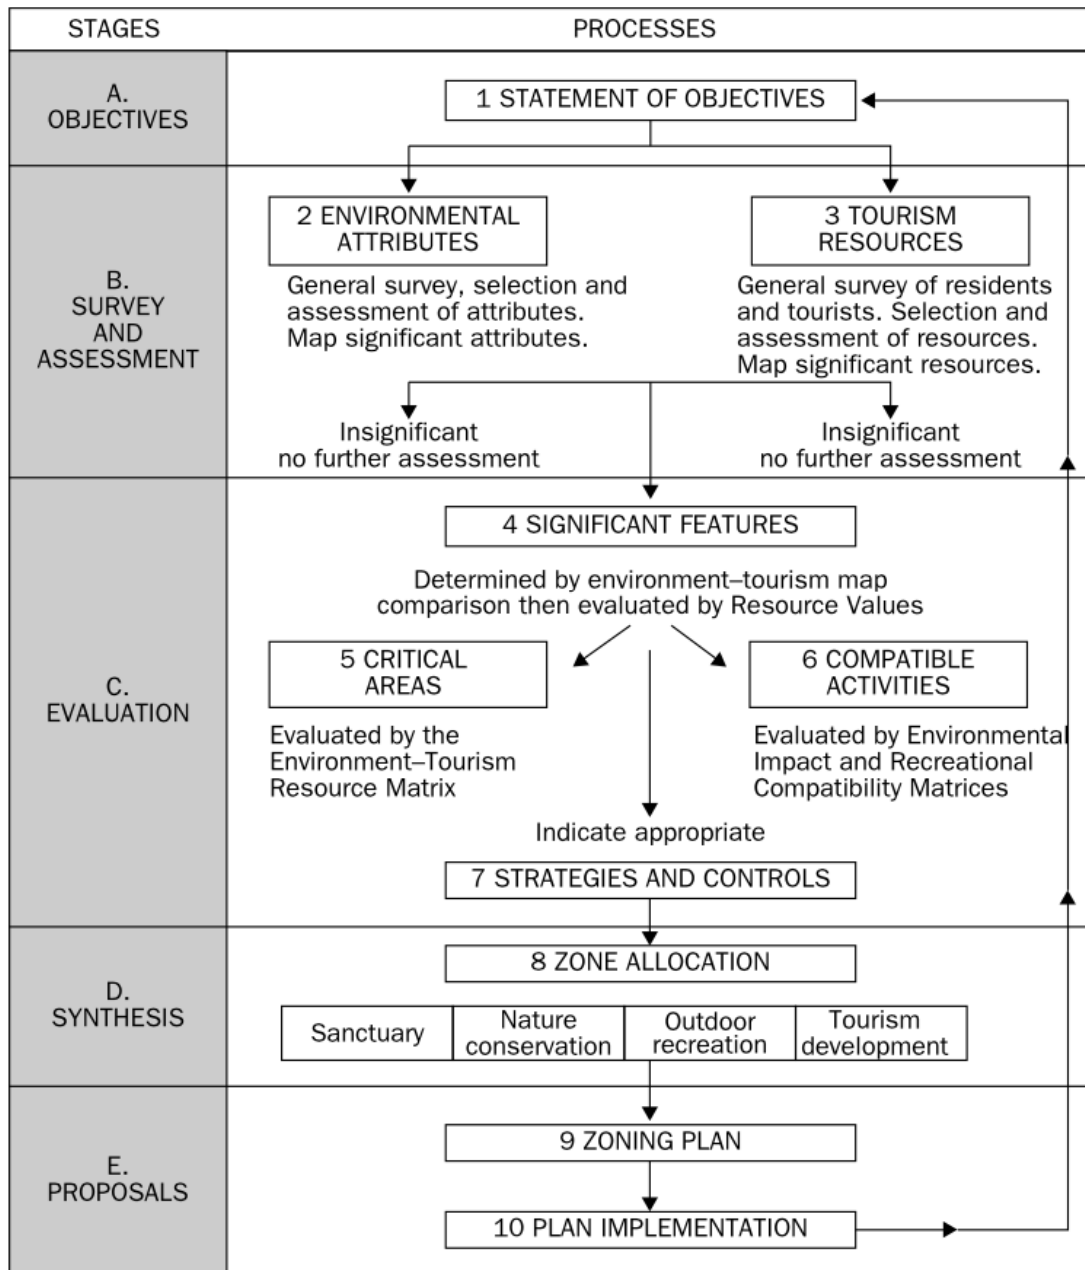 STAGES
PROCESSES
A.
OBJECTIVES
1 STATEMENT OF OBJECTIVES
B.
SURVEY
AND
ASSESSMENT
2 ENVIRONMENTAL
ATTRIBUTES
General survey, selection and
assessment of attributes.
Map significant attributes.
3 TOURISM
RESOURCES
General survey of residents
and tourists. Selection and
assessment of resources.
Map significant resources.
Insignificant
no further assessment
Insignificant
no further assessment
C.
EVALUATION
4 SIGNIFICANT FEATURES
Determined by environment–tourism map
comparison then evaluated by Resource Values
5 CRITICAL
AREAS
Evaluated by the
Environment–Tourism
Resource Matrix
6 COMPATIBLE
ACTIVITIES
Evaluated by Environmental
Impact and Recreational
Compatibility Matrices
Indicate appropriate
7 STRATEGIES AND CONTROLS
D.
SYNTHESIS
8 ZONE ALLOCATION
Sanctuary
Nature
conservation
Outdoor
recreation
Tourism
development
E.
PROPOSALS
9 ZONING PLAN
10 PLAN IMPLEMENTATION